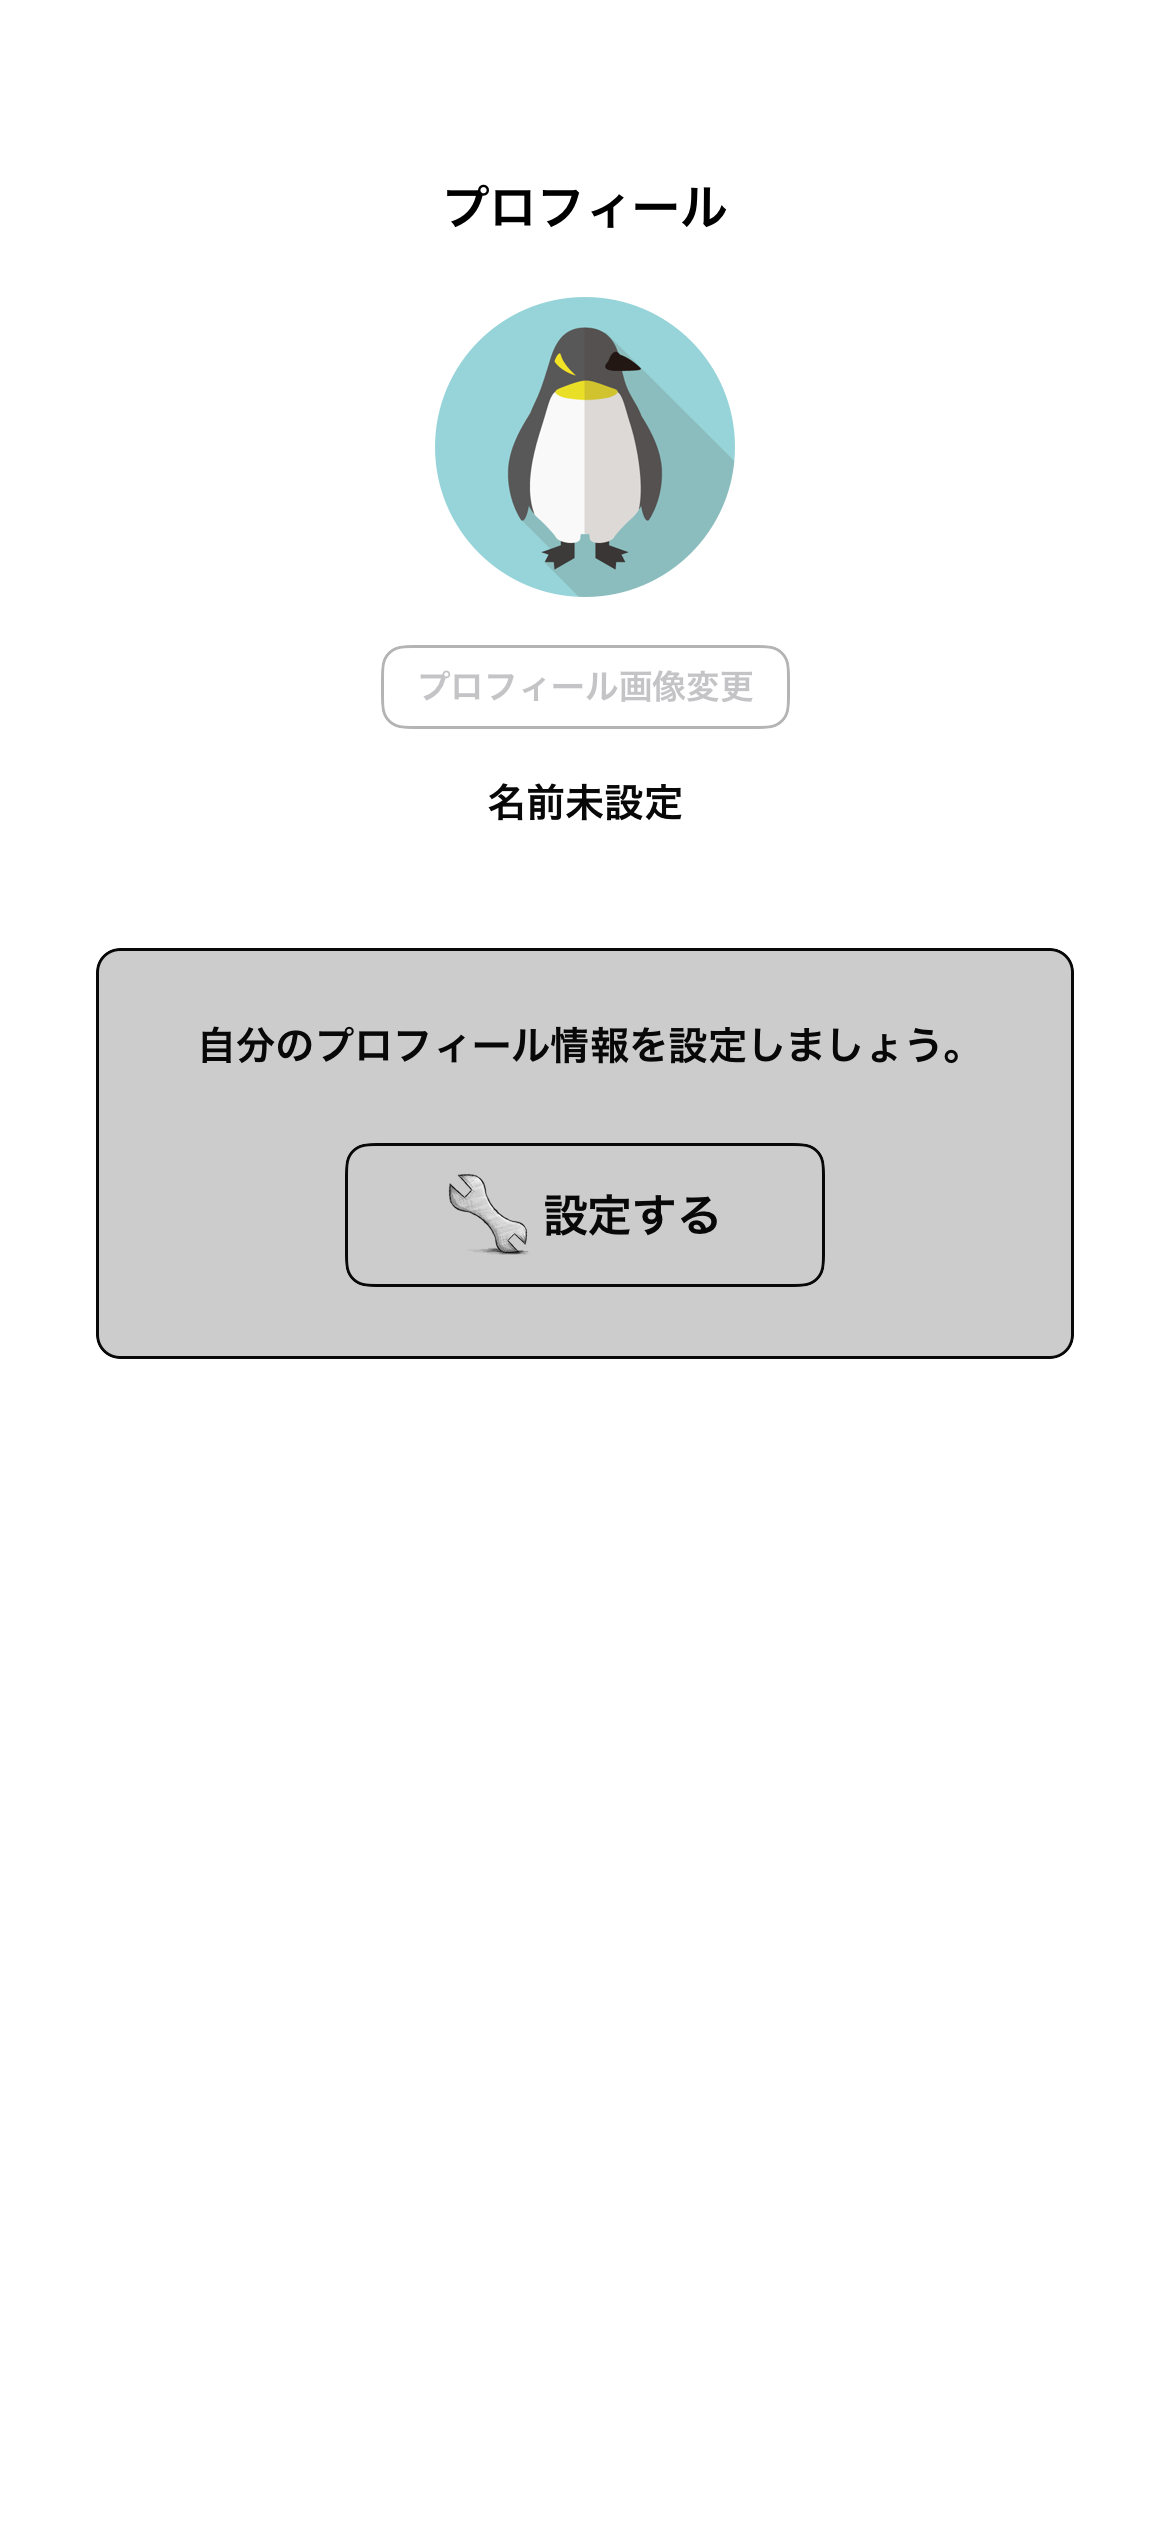 プロフィール
プロフィール画像変更
名前未設定
自分のプロフィール情報を設定しましょう。
設定する